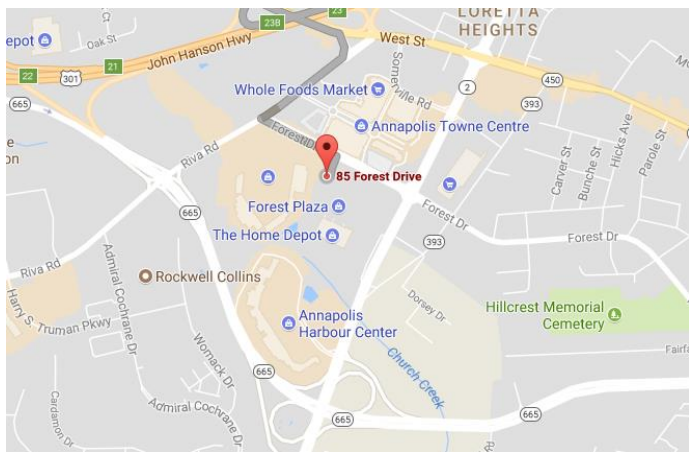 LORETTA
HEIGHTS
23B
23
Depot
Oak St
West St
John Hanson Hwy
21
22
301
665
Whole Foods Market
Somerville Rd
2
450
393
Annapolis Towne Centre
Forest
Riva Rd
85 Forest Drive
Carver St
Bunche St
Hicks Ave
Parole St
665
Forest Plaza
Forest Dr
The Home Depot
393
Forest Dr
Riva Rd
Rockwell Collins
Admiral Cochrane Dr
Harry S. Truman Pkwy
Dorsey Dr
Hillcrest Memorial
Cemetery
Annapolis
Harbour Center
Womack Dr
Church Creek
Fairfa
665
Cardamon Dr
Admiral Cochrane Dr
665
665